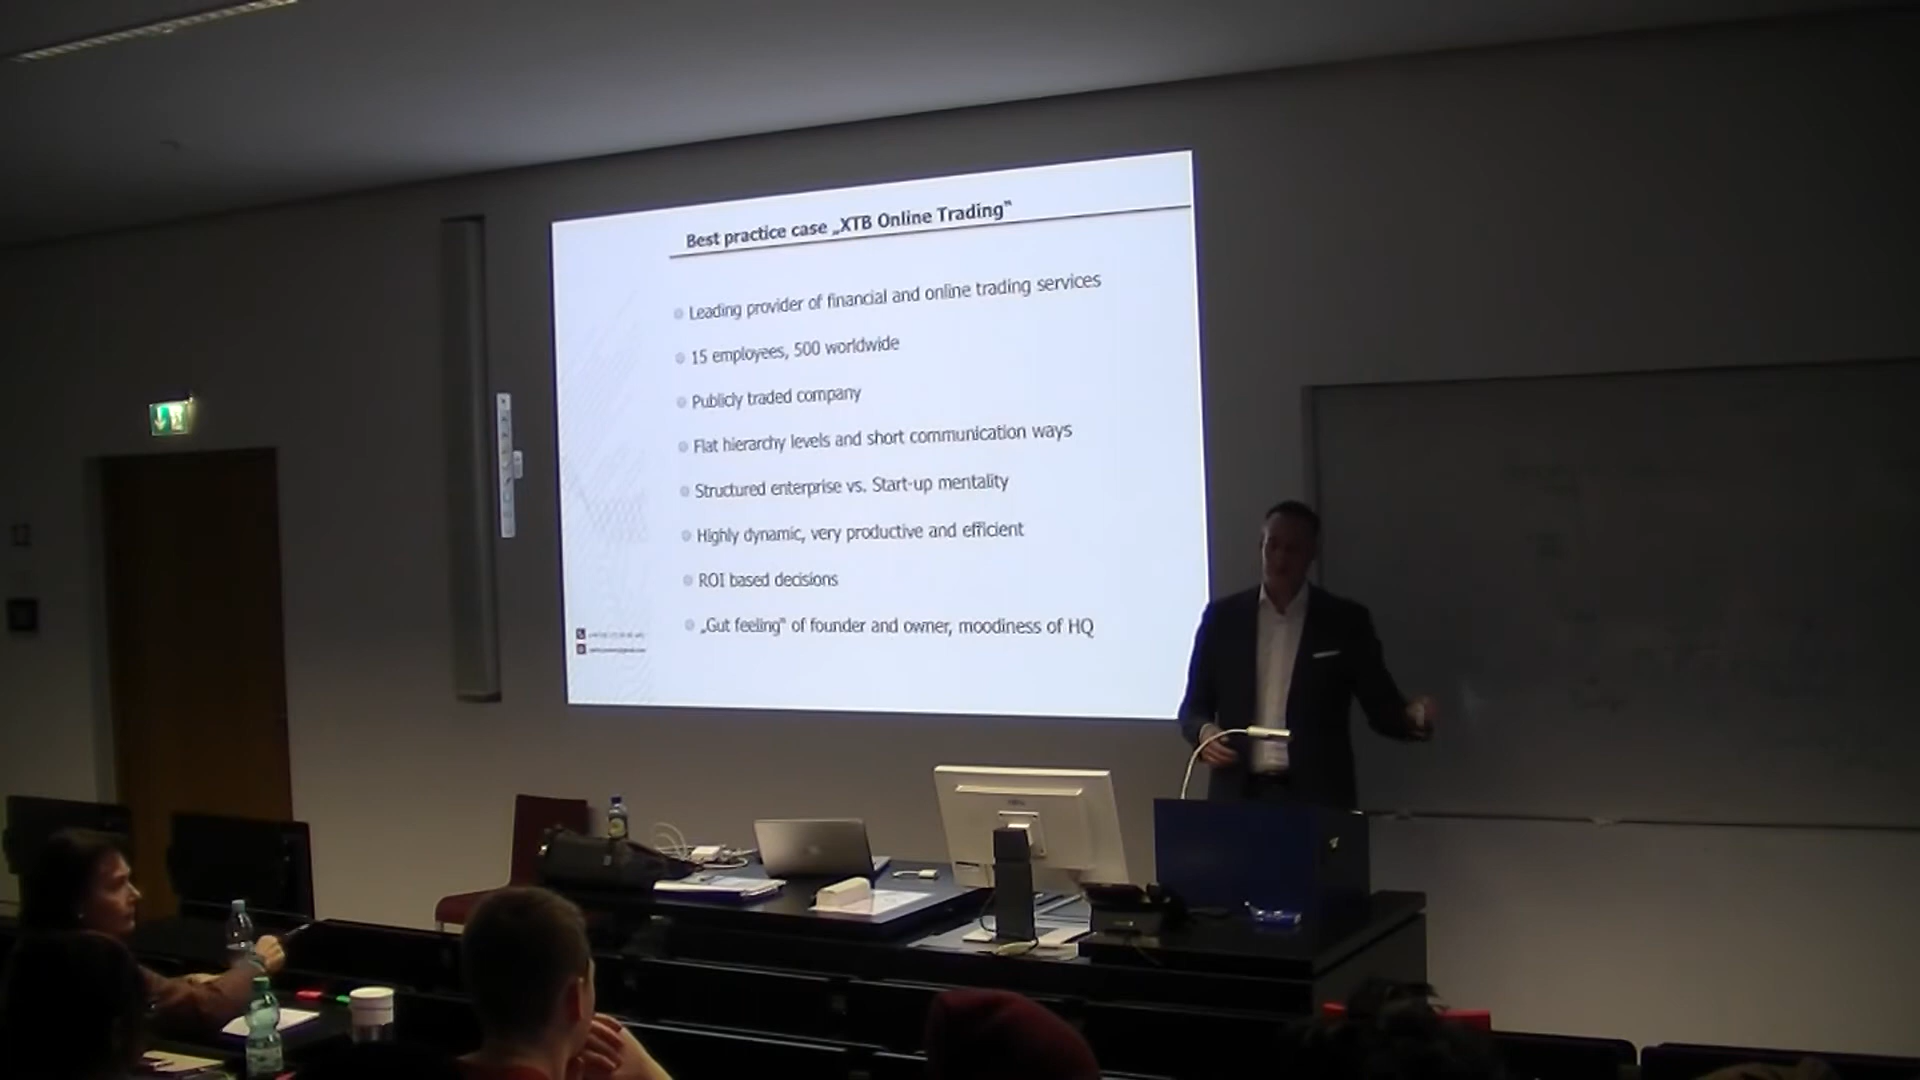 Best practice case „XTB Online Trading“
Leading provider of financial and online trading services
15 employees, 500 worldwide
Publicly traded company
Flat hierarchy levels and short communication ways
Structured enterprise vs. Start-up mentality
Highly dynamic, very productive and efficient
ROI based decisions
„Gut feeling“ of founder and owner, moodiness of HQ